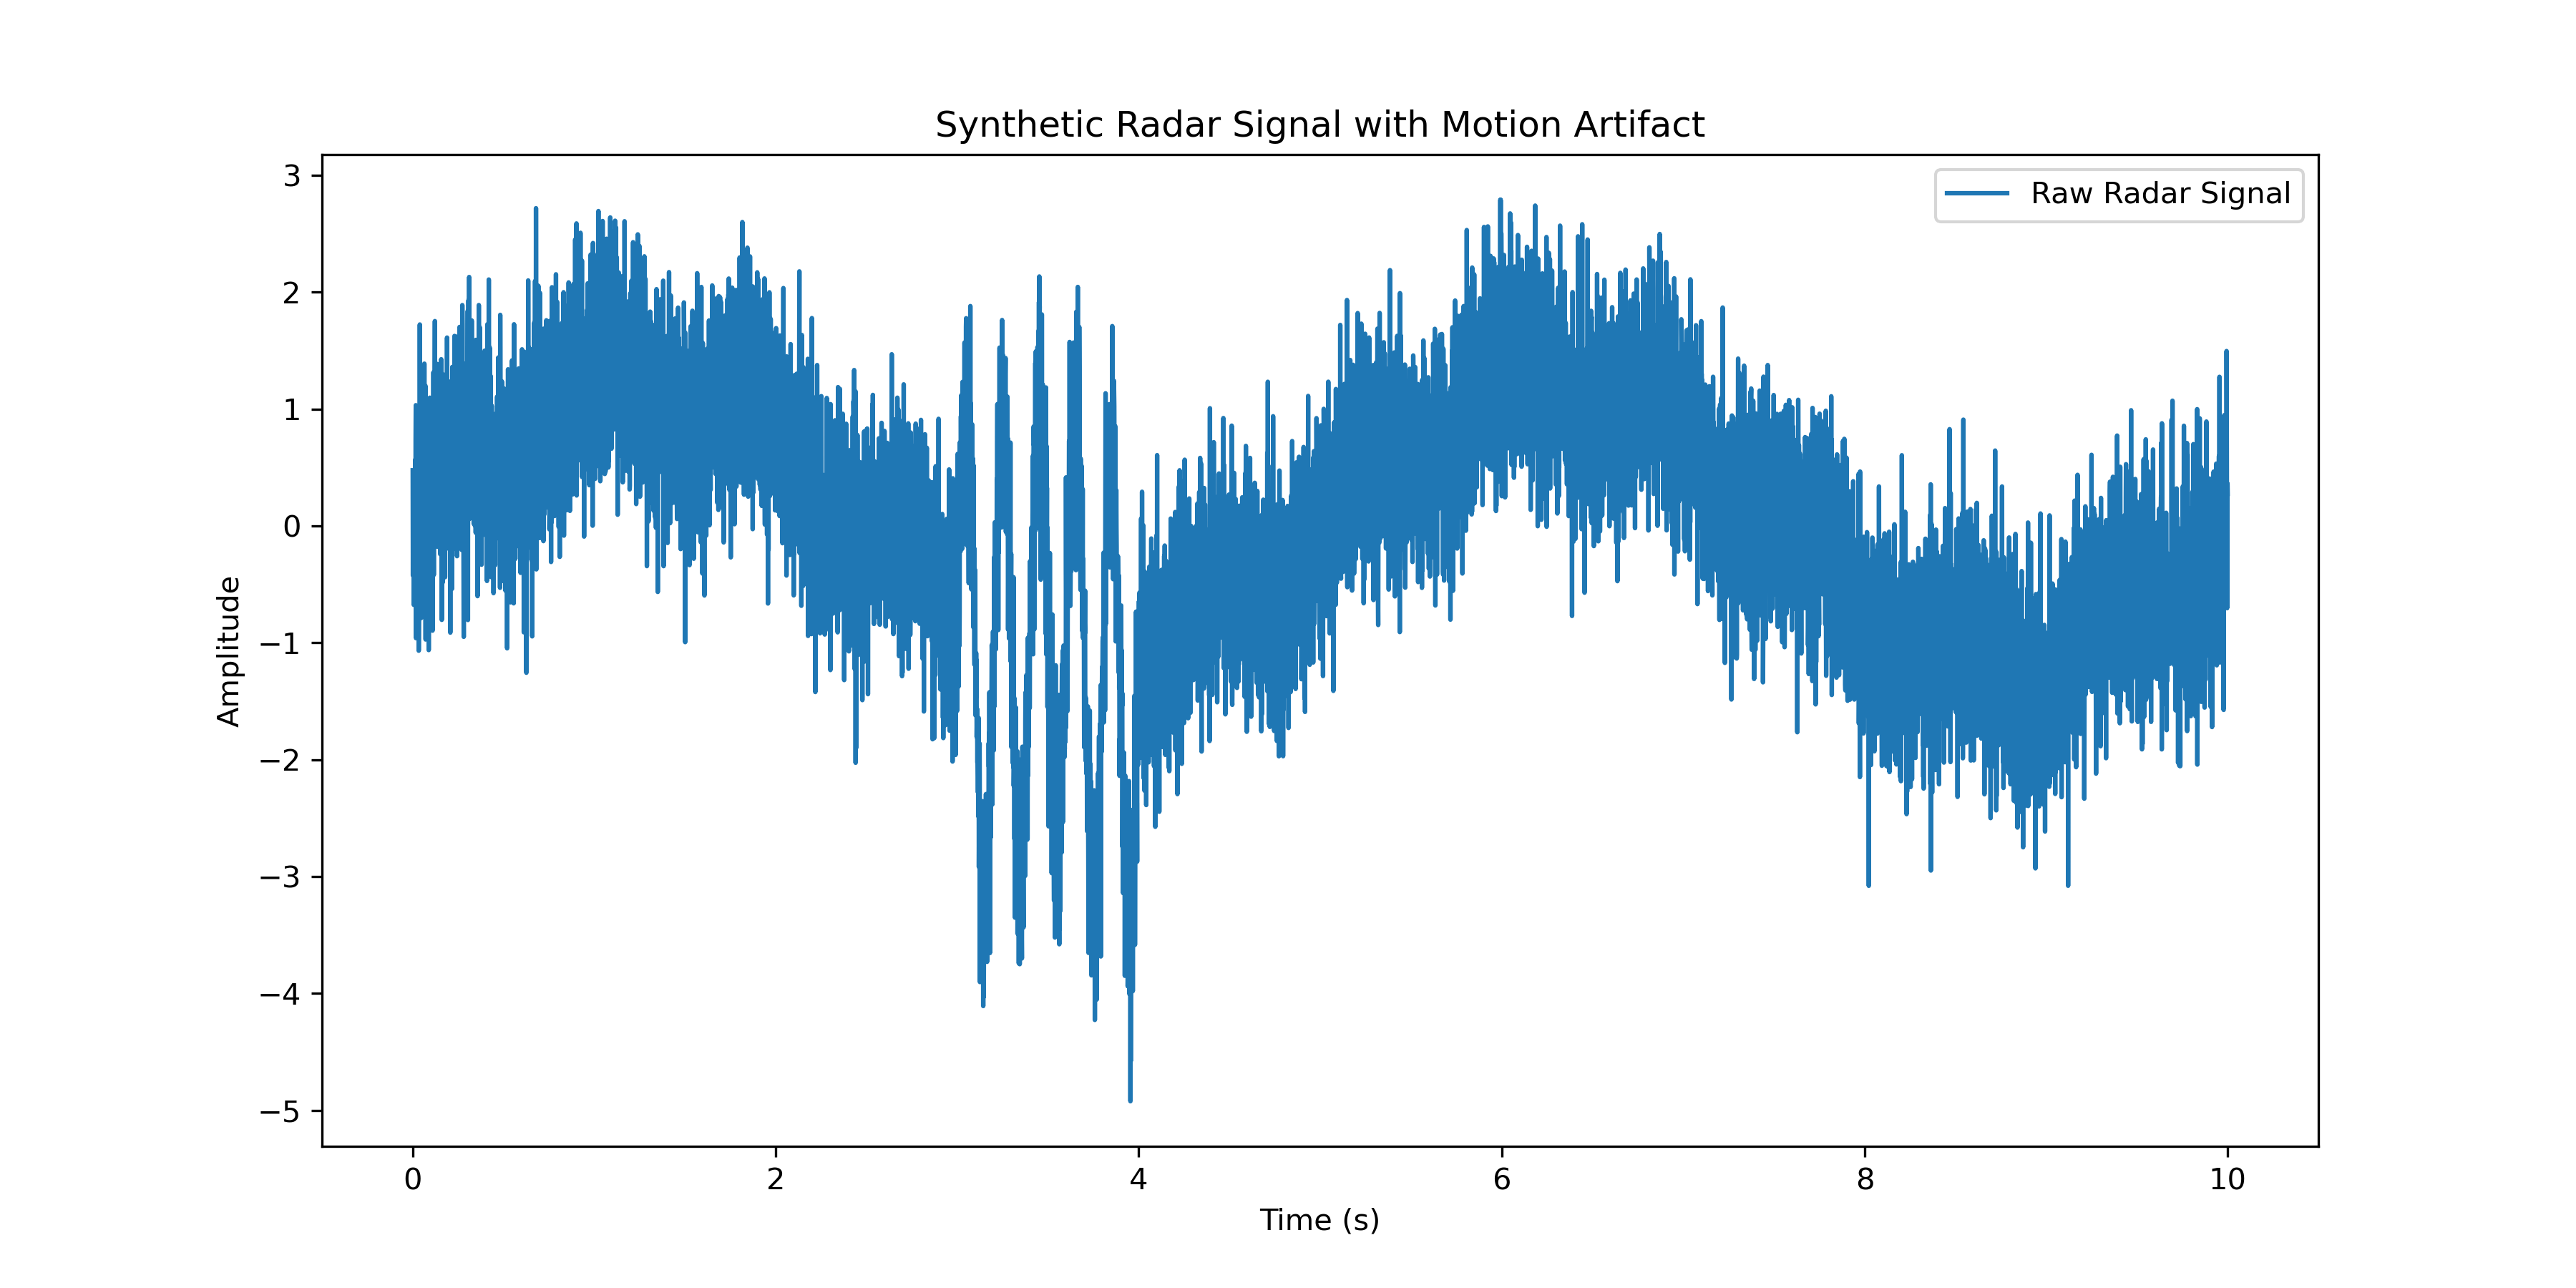 Synthetic Radar Signal with Motion Artifact
Raw Radar Signal
3
2
1
0
−1
−2
−3
−4
−5
Amplitude
0 2 4 6 8 10
Time (s)